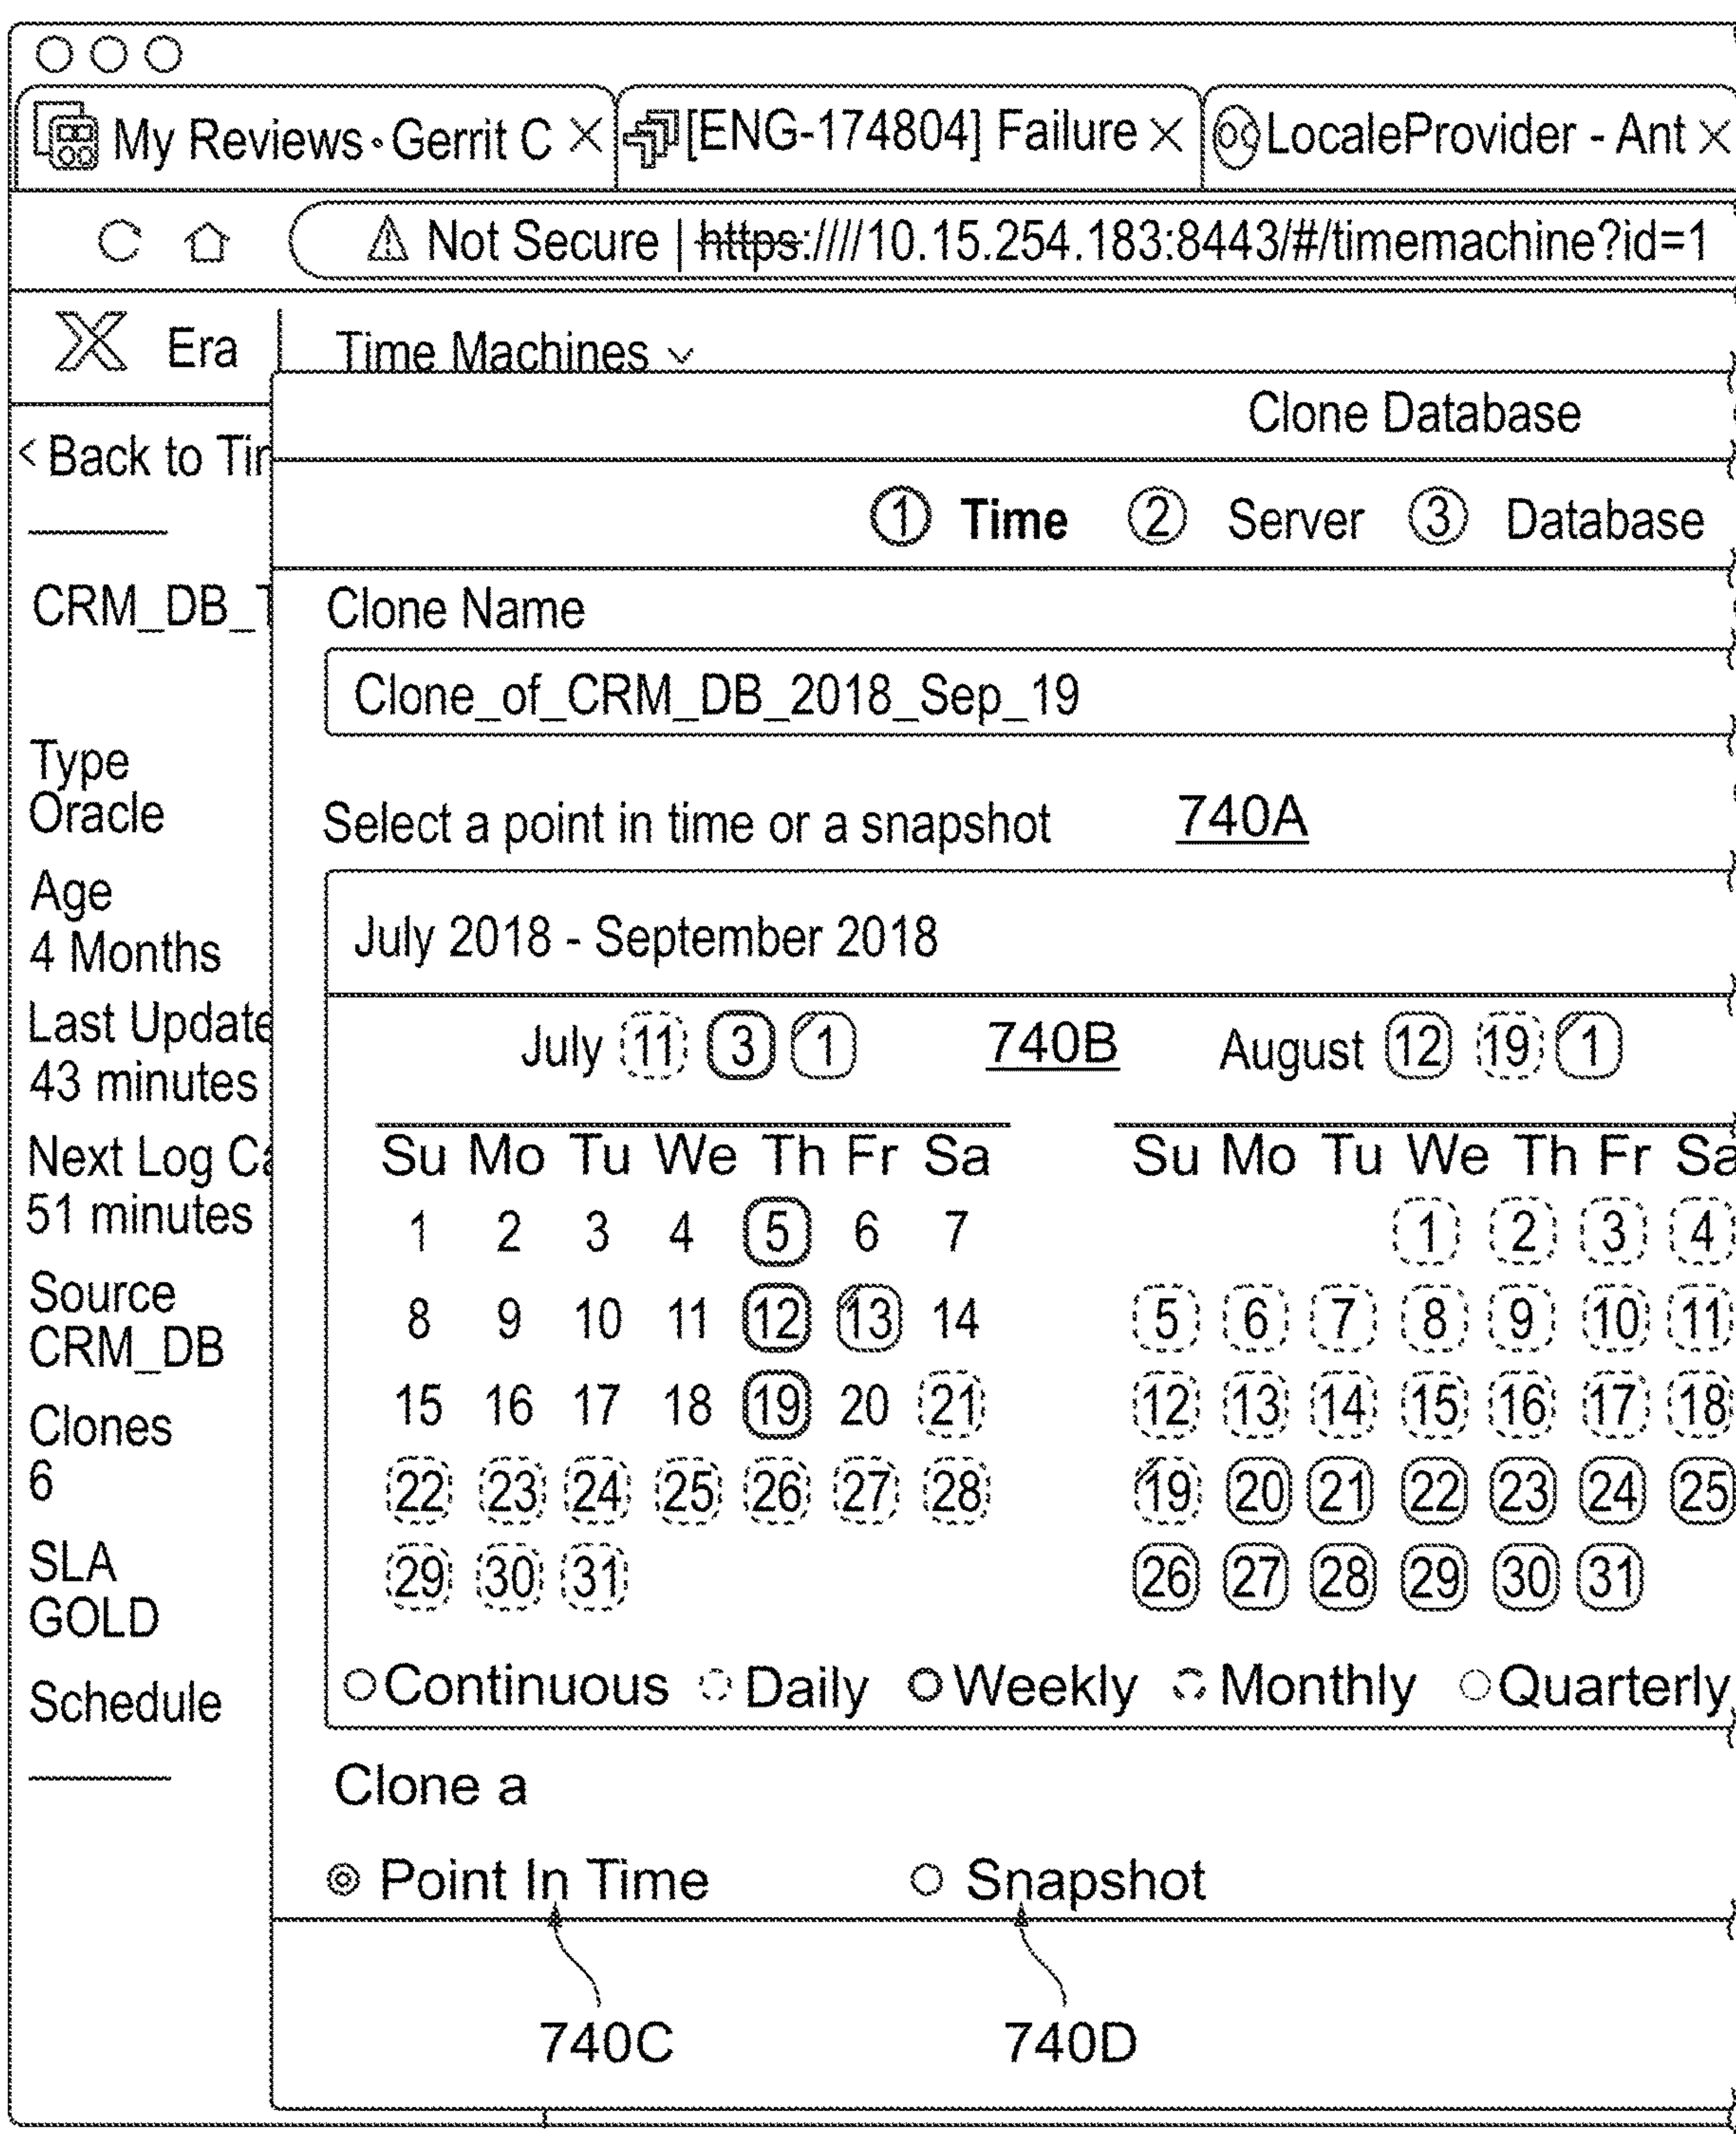 My Reviews · Gerrit C [ENG-174804] Failure LocaleProvider - Ant
Not Secure | https:////10.15.254.183:8443/#/timemachine?id=1
Era Time Machines
Clone Database
< Back to Tir
1 Time 2 Server 3 Database
CRM_DB_T
Clone Name
Clone_of_CRM_DB_2018_Sep_19
Type
Oracle
Select a point in time or a snapshot 740A
Age
4 Months
July 2018 - September 2018
Last Update
43 minutes
July 11 3 1 740B August 12 19 1
Next Log Ca
51 minutes
Su Mo Tu We Th Fr Sa Su Mo Tu We Th Fr Sa
1 2 3 4 5 6 7 1 2 3 4
8 9 10 11 12 13 14 5 6 7 8 9 10 11
15 16 17 18 19 20 21 12 13 14 15 16 17 18
22 23 24 25 26 27 28 19 20 21 22 23 24 25
29 30 31 26 27 28 29 30 31
Source
CRM_DB
Clones
6
SLA
GOLD
Schedule
Continuous Daily Weekly Monthly Quarterly
Clone a
Point In Time Snapshot
740C 740D